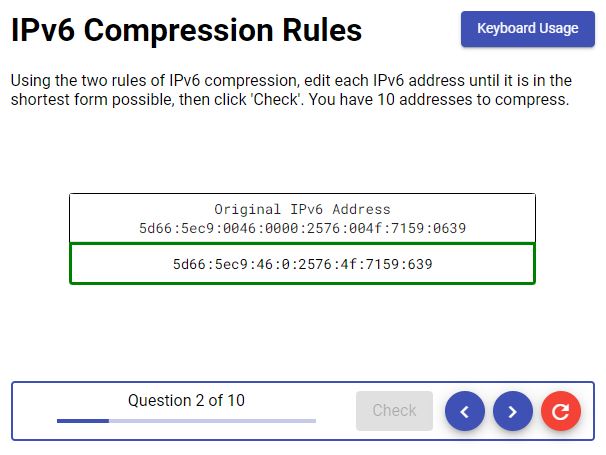 IPv6 Compression Rules
Keyboard Usage
Using the two rules of IPv6 compression, edit each IPv6 address until it is in the
shortest form possible, then click 'Check'. You have 10 addresses to compress.
Original IPv6 Address
5d66:5ec9:0046:0000:2576:004f:7159:0639
5d66:5ec9:46:0:2576:4f:7159:639
Question 2 of 10
Check